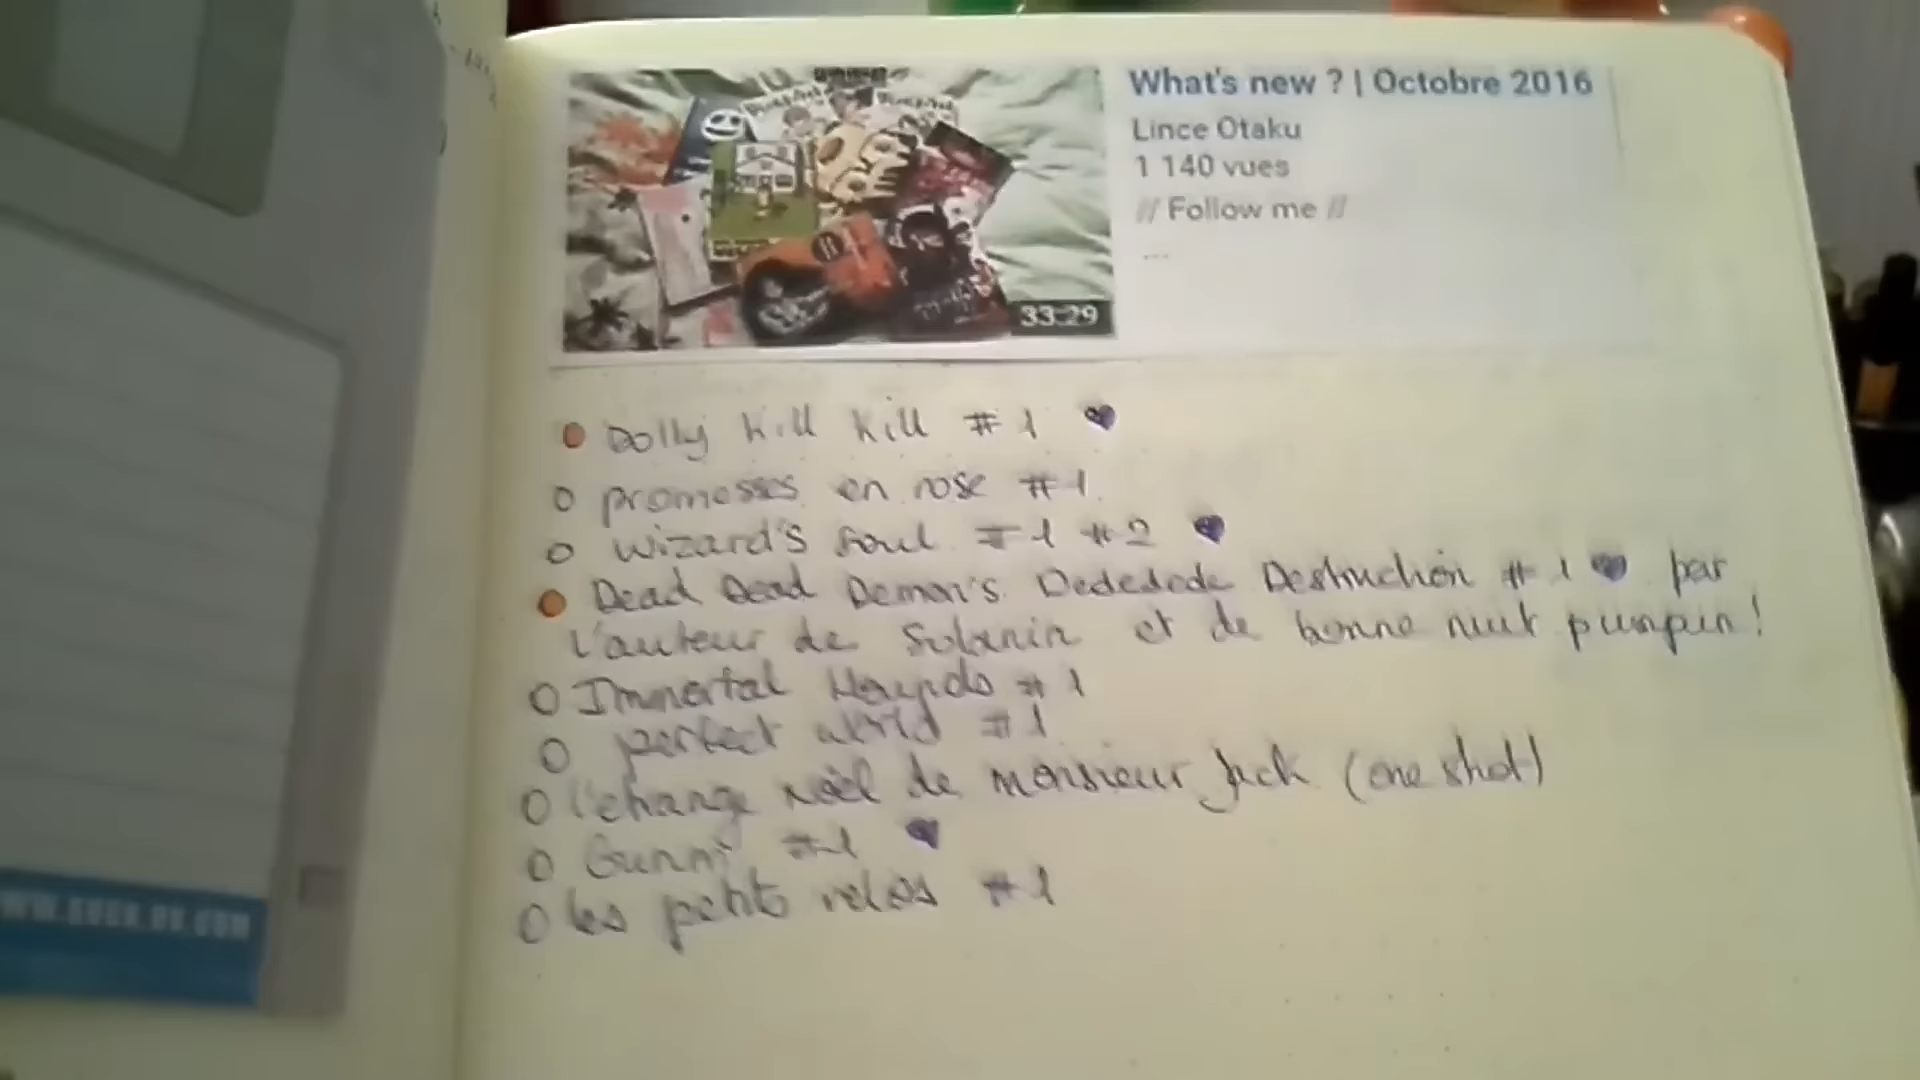 What's new ? | Octobre 2016
Lince Otaku
1 140 vues
// Follow me //
...
33:29
Dolly Kill Kill #1
promesses en rose #1
Wizard's Soul #1 #2
Dead Dead Demon's Dededede Destruction #1 par
l'auteur de Solanin et de bonne nuit punpun!
Immortal Hounds #1
perfect world #1
l'étrange noël de monsieur Jack (one shot)
Gunm #1
les petits vélos #1